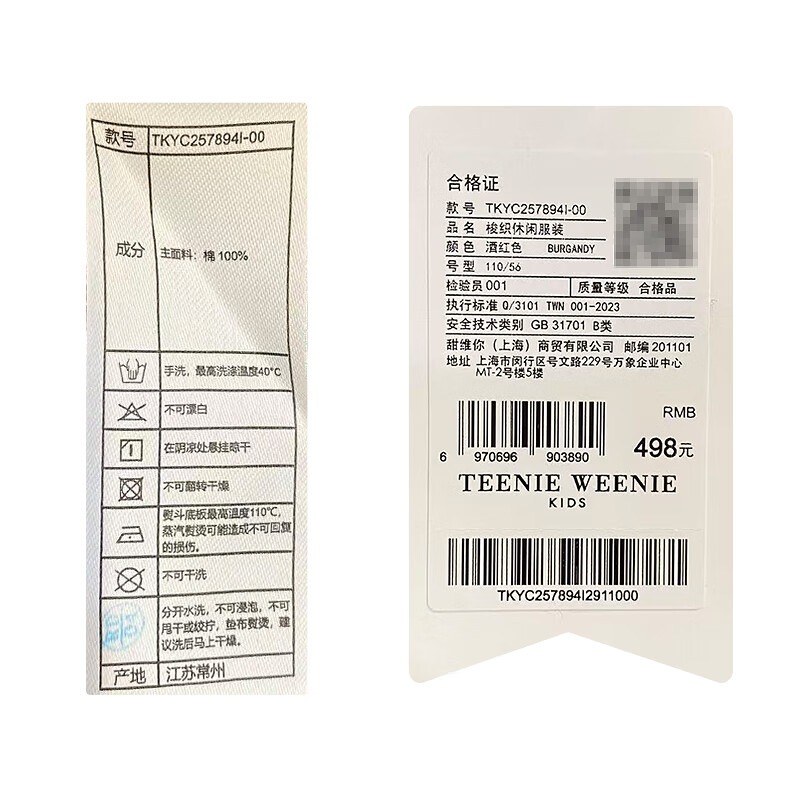 款号 TKYC257894I-00
成分 主面料：棉 100%
手洗，最高洗涤温度40°C
不可漂白
在阴凉处悬挂晾干
不可翻转干燥
熨斗底板最高温度110℃，
蒸汽熨烫可能造成不可回复
的损伤。
不可干洗
分开水洗，不可浸泡，不可
甩干或绞拧，垫布熨烫，建
议洗后马上干燥。
产地 江苏常州
合格证
款号 TKYC257894I-00
品名 梭织休闲服装
颜色 酒红色 BURGANDY
号型 110/56
检验员 001 质量等级 合格品
执行标准 Q/3101 TWN 001-2023
安全技术类别 GB 31701 B类
甜维你（上海）商贸有限公司 邮编 201101
地址 上海市闵行区号文路229号万象企业中心
MT-2号楼5楼
RMB
498元
6 970696 903890
TEENIE WEENIE
KIDS
TKYC257894I2911000